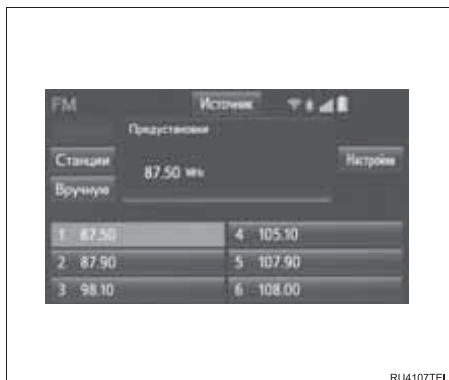 FM Источник
Предустановки
Станции
87.50 MHz
Настройки
Вручную
1 87.50
4 105.10
2 87.90
5 107.90
3 98.10
6 108.00
RU4107TEI